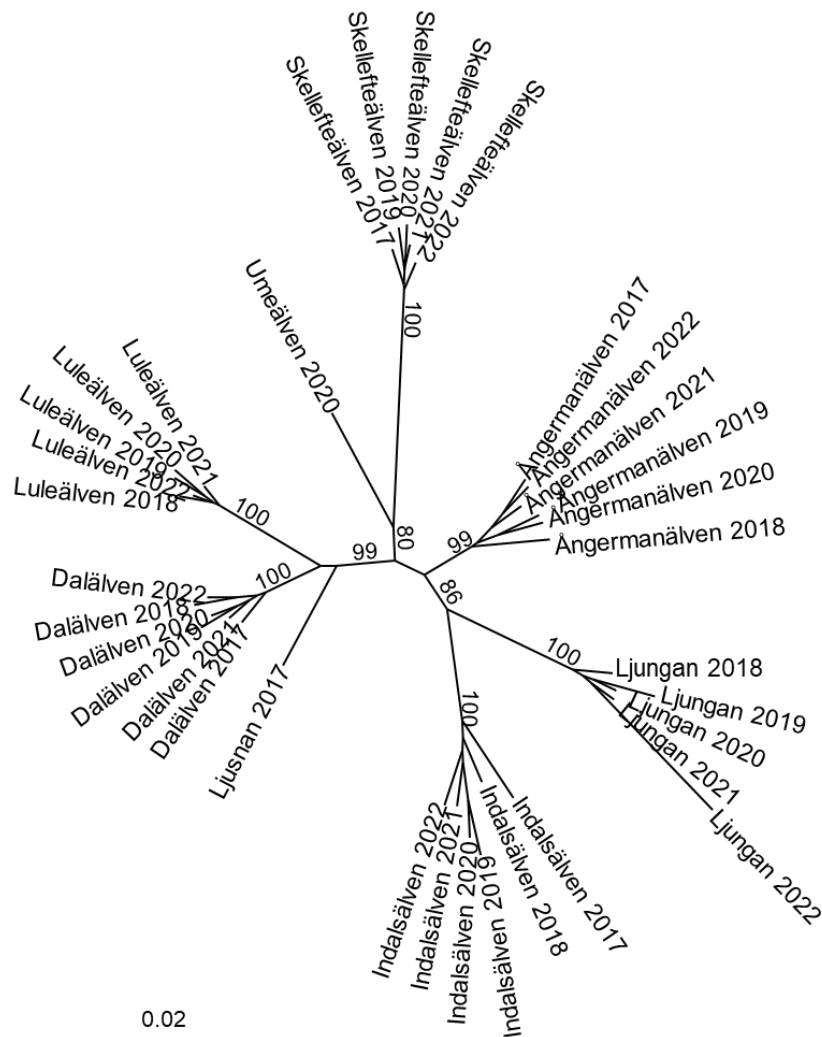 Skellefteälven 2017
Skellefteälven 2019
Skellefteälven 2020
Skellefteälven 2021
Skellefteälven 2022
100
Umeälven 2020
80
Ångermanälven 2017
Ångermanälven 2022
Ångermanälven 2021
Ångermanälven 2019
Ångermanälven 2020
Ångermanälven 2018
99
86
Luleälven 2021
Luleälven 2020
Luleälven 2019
Luleälven 2022
Luleälven 2018
100
99
100
Dalälven 2022
Dalälven 2018
Dalälven 2020
Dalälven 2019
Dalälven 2021
Dalälven 2017
Ljusnan 2017
100
Ljungan 2018
Ljungan 2019
Ljungan 2020
Ljungan 2021
Ljungan 2022
100
Indalsälven 2022
Indalsälven 2021
Indalsälven 2020
Indalsälven 2019
Indalsälven 2018
Indalsälven 2017
0.02